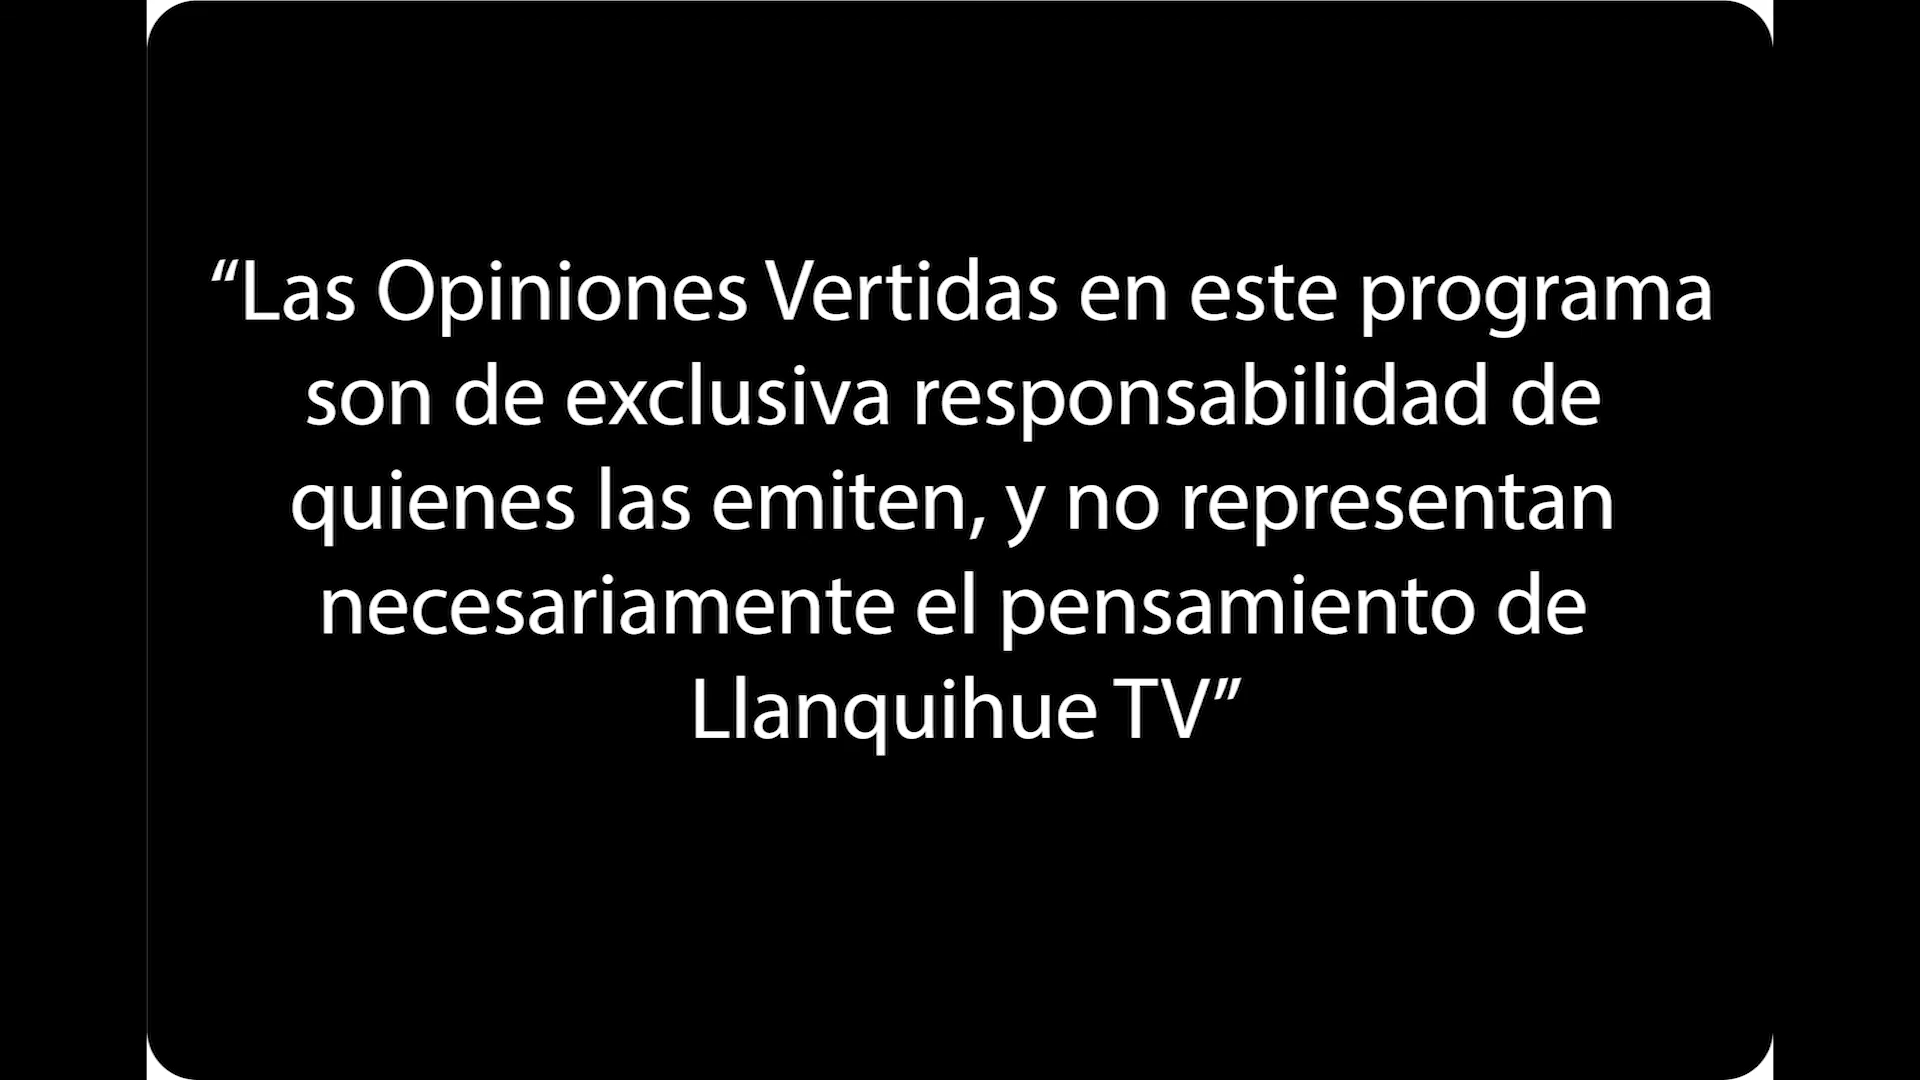 “Las Opiniones Vertidas en este programa
son de exclusiva responsabilidad de
quienes las emiten, y no representan
necesariamente el pensamiento de
Llanquihue TV”